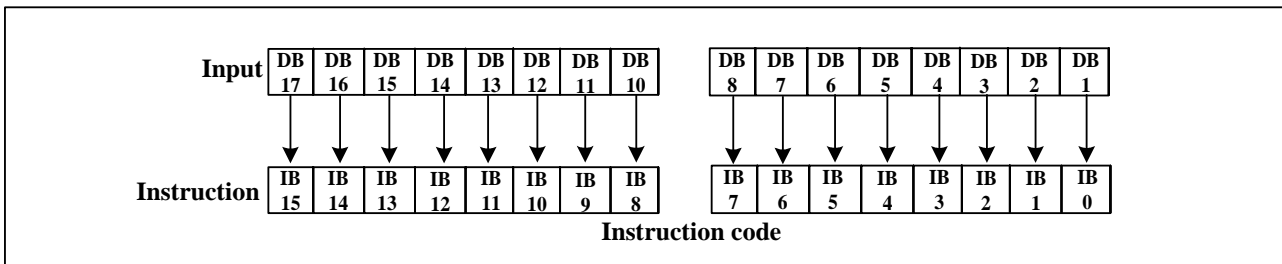 Input DB 17 DB 16 DB 15 DB 14 DB 13 DB 12 DB 11 DB 10 DB 8 DB 7 DB 6 DB 5 DB 4 DB 3 DB 2 DB 1
Instruction IB 15 IB 14 IB 13 IB 12 IB 11 IB 10 IB 9 IB 8 IB 7 IB 6 IB 5 IB 4 IB 3 IB 2 IB 1 IB 0
Instruction code